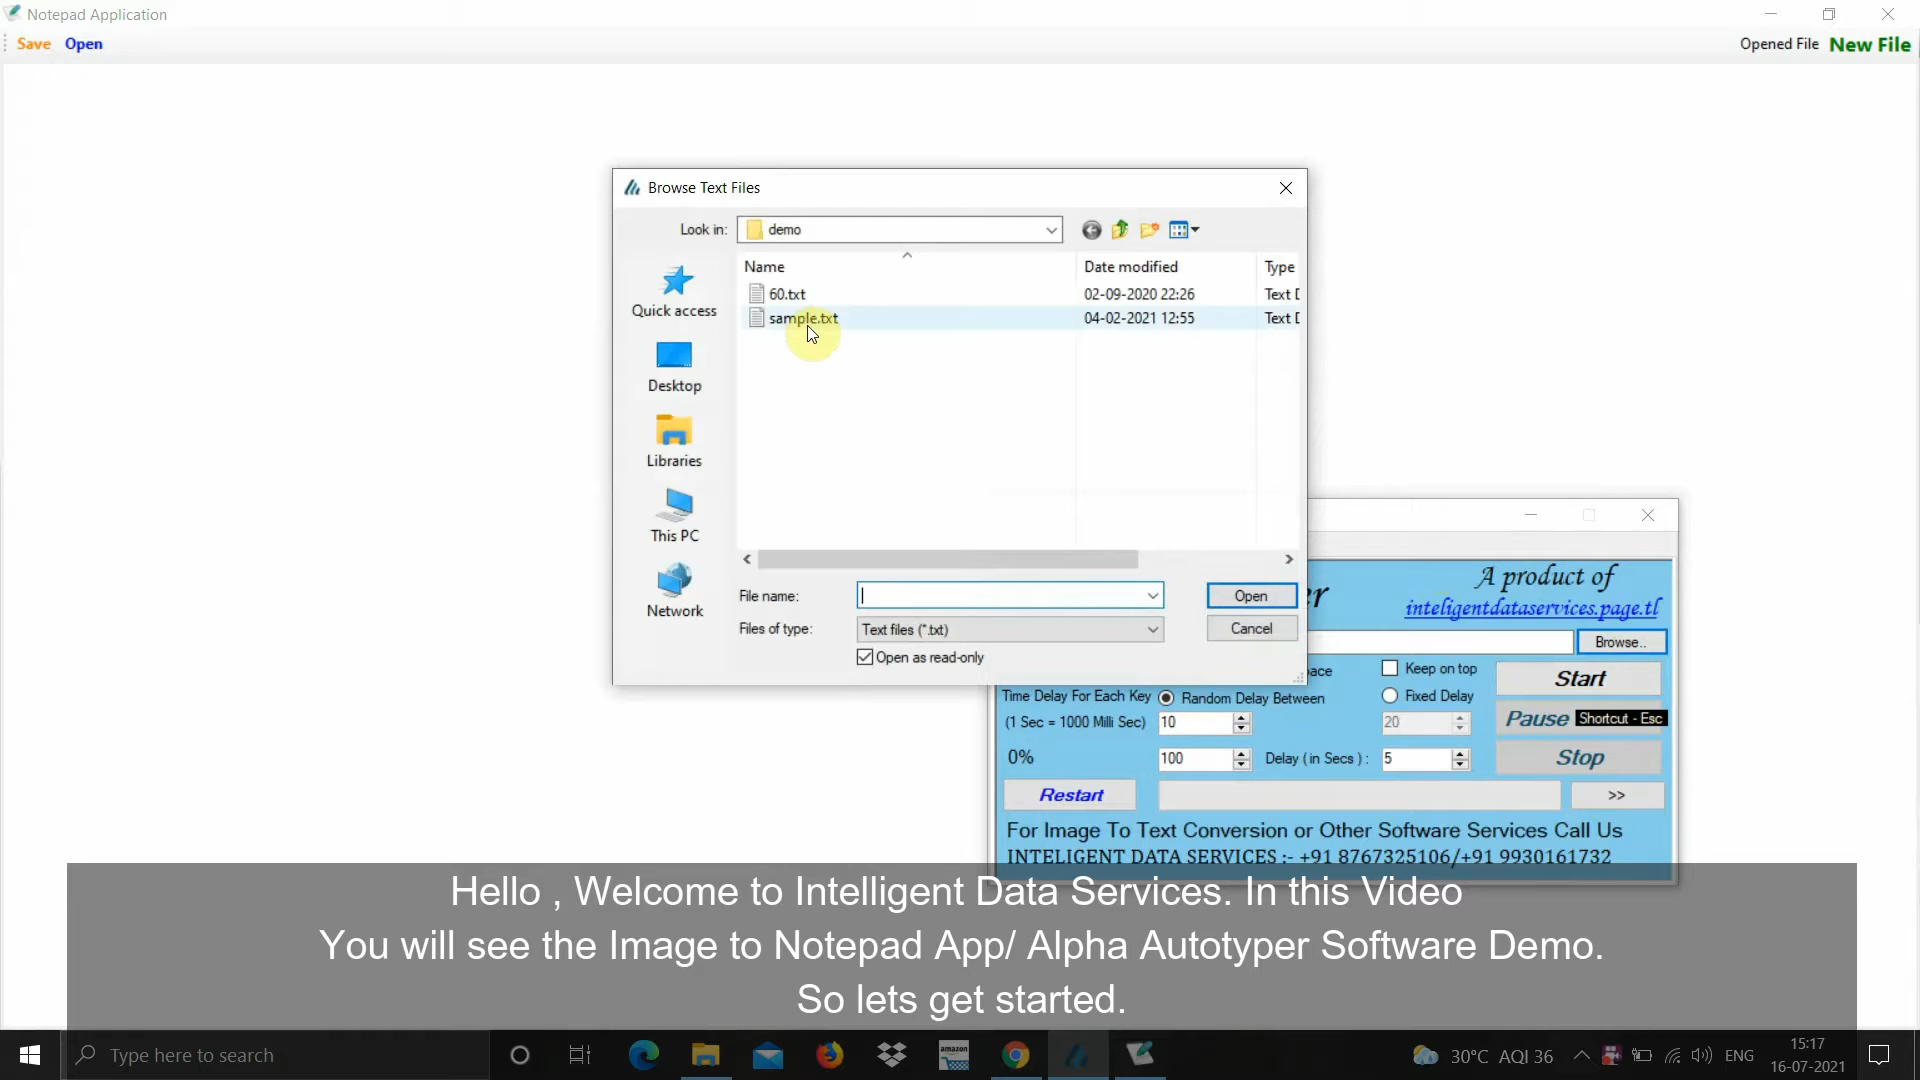 Notepad Application
Save Open
Opened File New File
Browse Text Files
Look in: demo
Name Date modified Type
60.txt 02-09-2020 22:26 Text D
sample.txt 04-02-2021 12:55 Text D
Quick access
Desktop
Libraries
This PC
Network
File name: Open
Files of type: Text files (*.txt) Cancel
Open as read-only
er
A product of
inteligentdataservices.page.tl
Browse..
ace Keep on top Start
Time Delay For Each Key Random Delay Between Fixed Delay
(1 Sec = 1000 Milli Sec) 10 20 Pause Shortcut - Esc
0% 100 Delay ( in Secs ) : 5 Stop
Restart >>
For Image To Text Conversion or Other Software Services Call Us
INTELIGENT DATA SERVICES :- +91 8767325106/+91 9930161732
Hello , Welcome to Intelligent Data Services. In this Video
You will see the Image to Notepad App/ Alpha Autotyper Software Demo.
So lets get started.
Type here to search
amazon
30°C AQI 36
ENG
15:17
16-07-2021